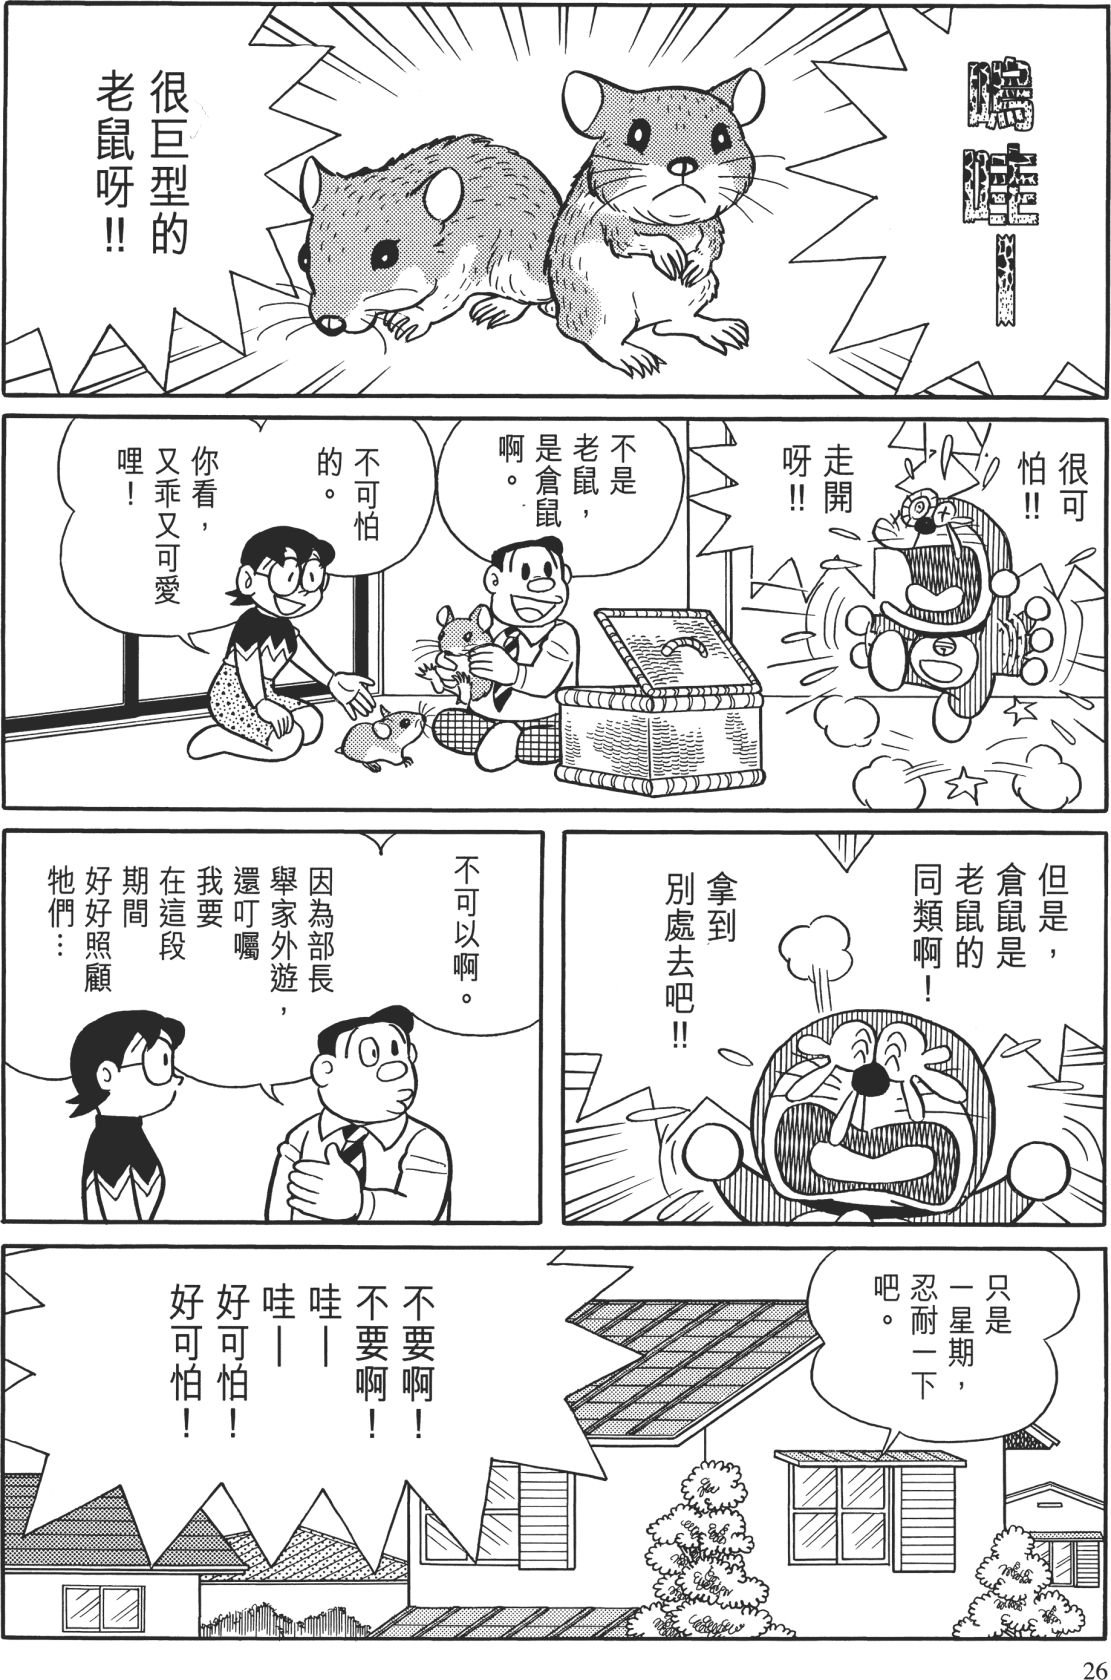 嗚哇—
很巨型的
老鼠呀!!
很可
怕!!
走開
呀!!
不是
老鼠，
是倉鼠
啊。
不可怕
的。
你看，
又乖又可愛
哩！
但是，
倉鼠是
老鼠的
同類啊！
拿到
別處去吧!!
不可以啊。
因為部長
舉家外遊，
還叮囑
我要
在這段
期間
好好照顧
牠們…
只是
一星期，
忍耐一下
吧。
不要啊！
不要啊！
哇—
哇—
好可怕！
好可怕！
26